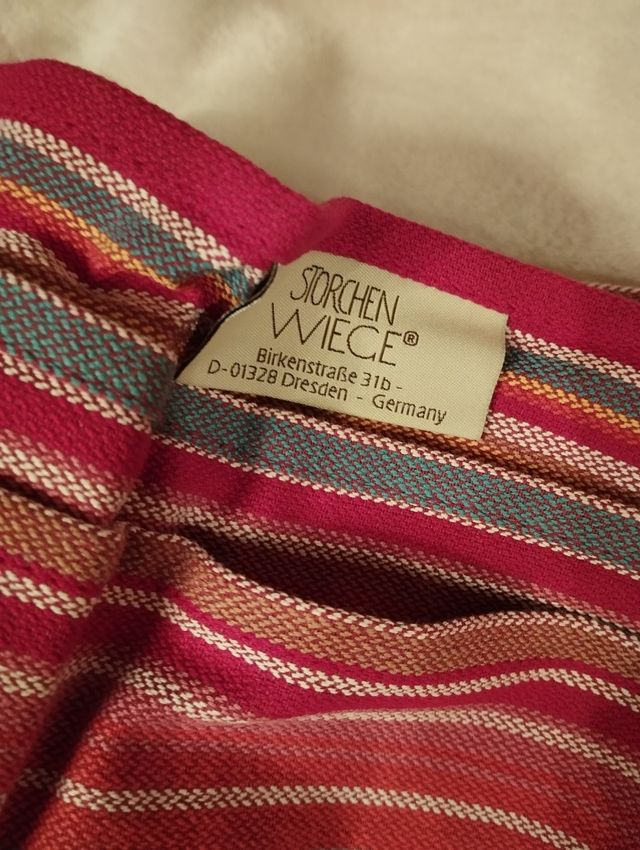 STORCHEN
WIEGE®
Birkenstraße 31b -
D-01328 Dresden - Germany